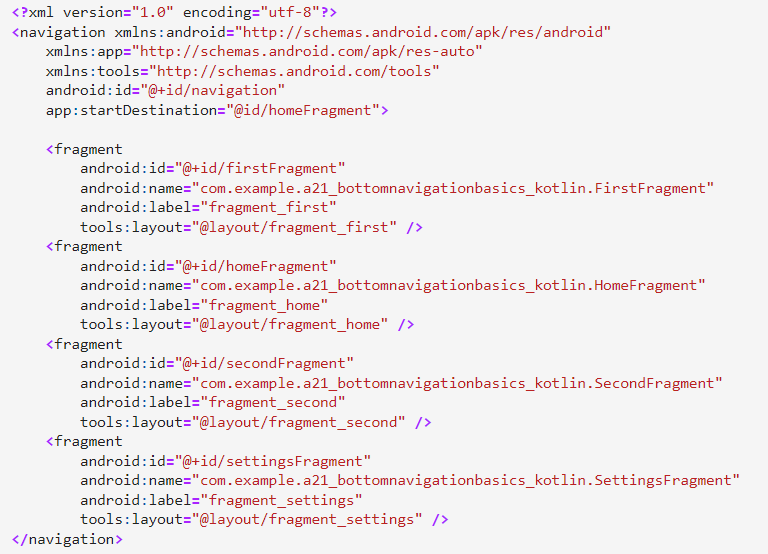 <?xml version="1.0" encoding="utf-8"?>
<navigation xmlns:android="http://schemas.android.com/apk/res/android"
    xmlns:app="http://schemas.android.com/apk/res-auto"
    xmlns:tools="http://schemas.android.com/tools"
    android:id="@+id/navigation"
    app:startDestination="@id/homeFragment">

    <fragment
        android:id="@+id/firstFragment"
        android:name="com.example.a21_bottomnavigationbasics_kotlin.FirstFragment"
        android:label="fragment_first"
        tools:layout="@layout/fragment_first" />
    <fragment
        android:id="@+id/homeFragment"
        android:name="com.example.a21_bottomnavigationbasics_kotlin.HomeFragment"
        android:label="fragment_home"
        tools:layout="@layout/fragment_home" />
    <fragment
        android:id="@+id/secondFragment"
        android:name="com.example.a21_bottomnavigationbasics_kotlin.SecondFragment"
        android:label="fragment_second"
        tools:layout="@layout/fragment_second" />
    <fragment
        android:id="@+id/settingsFragment"
        android:name="com.example.a21_bottomnavigationbasics_kotlin.SettingsFragment"
        android:label="fragment_settings"
        tools:layout="@layout/fragment_settings" />
</navigation>